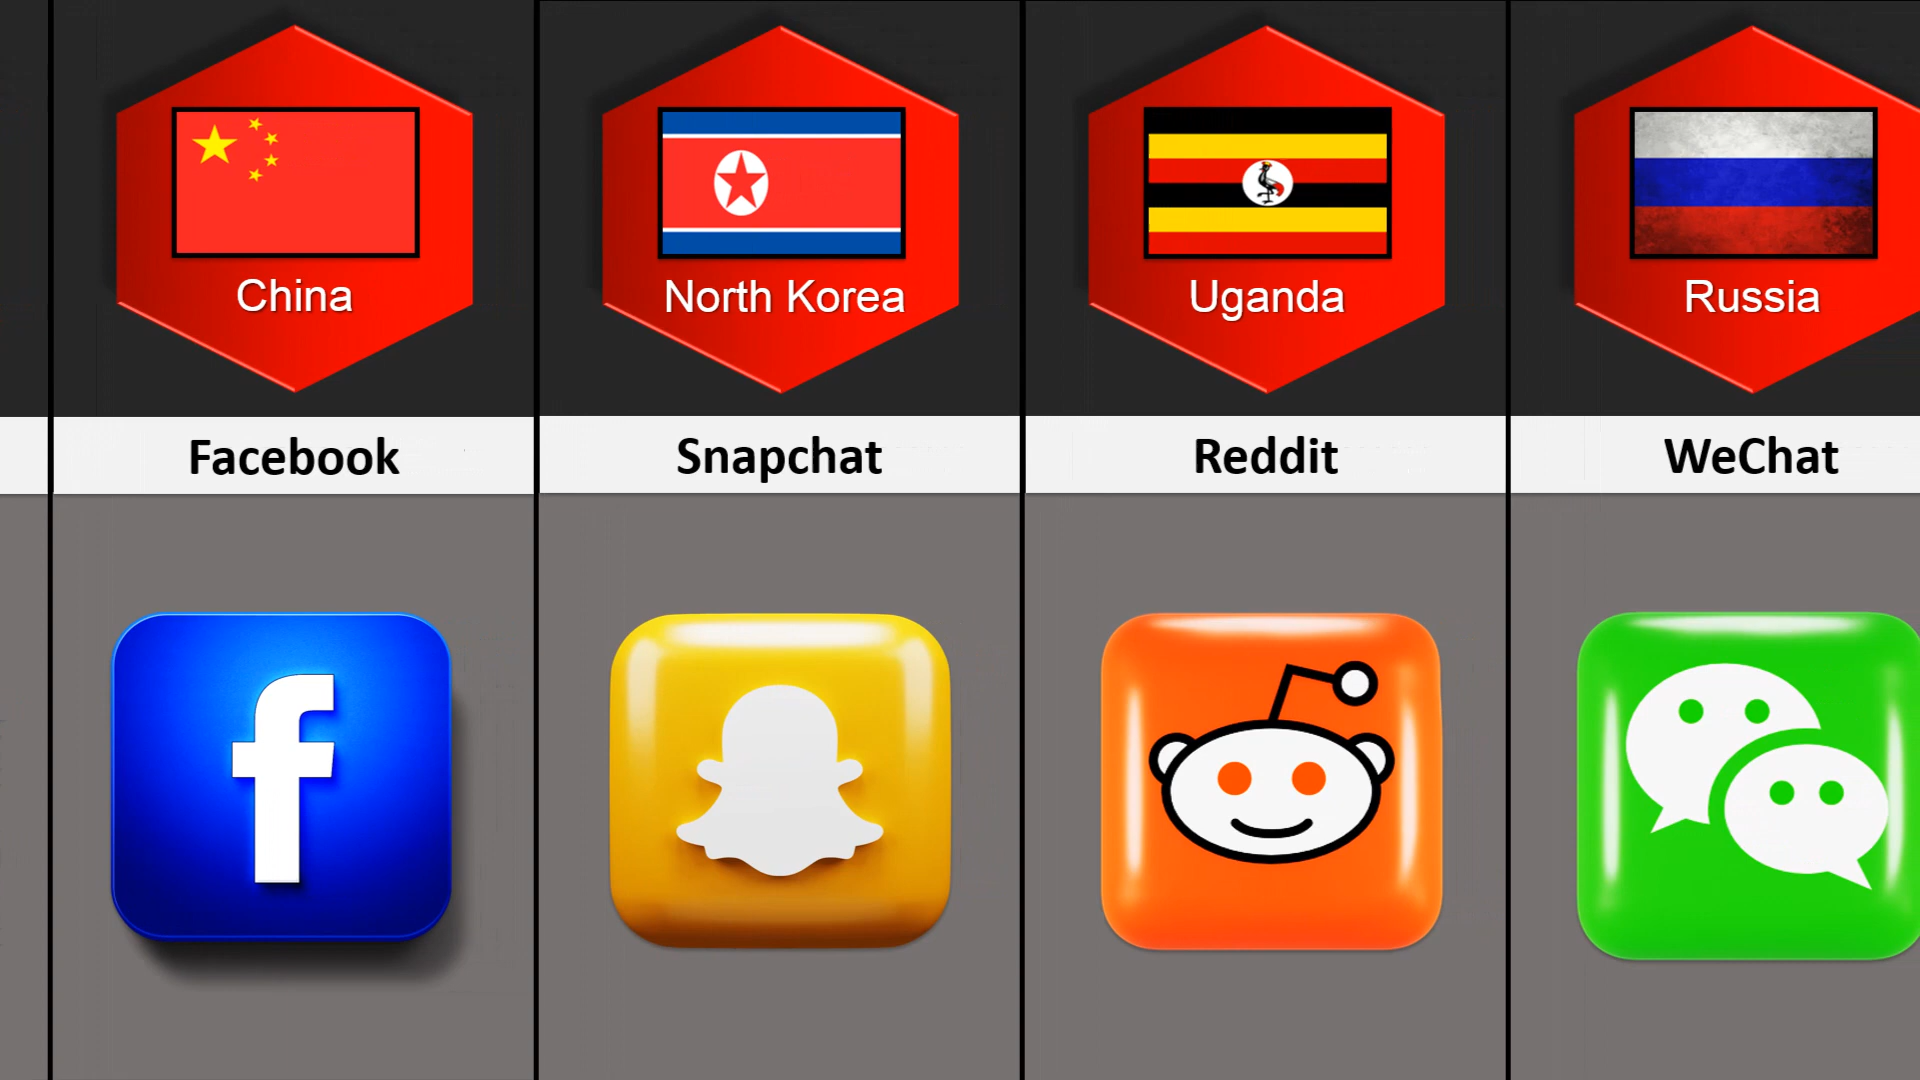 China
North Korea
Uganda
Russia
Facebook
Snapchat
Reddit
WeChat